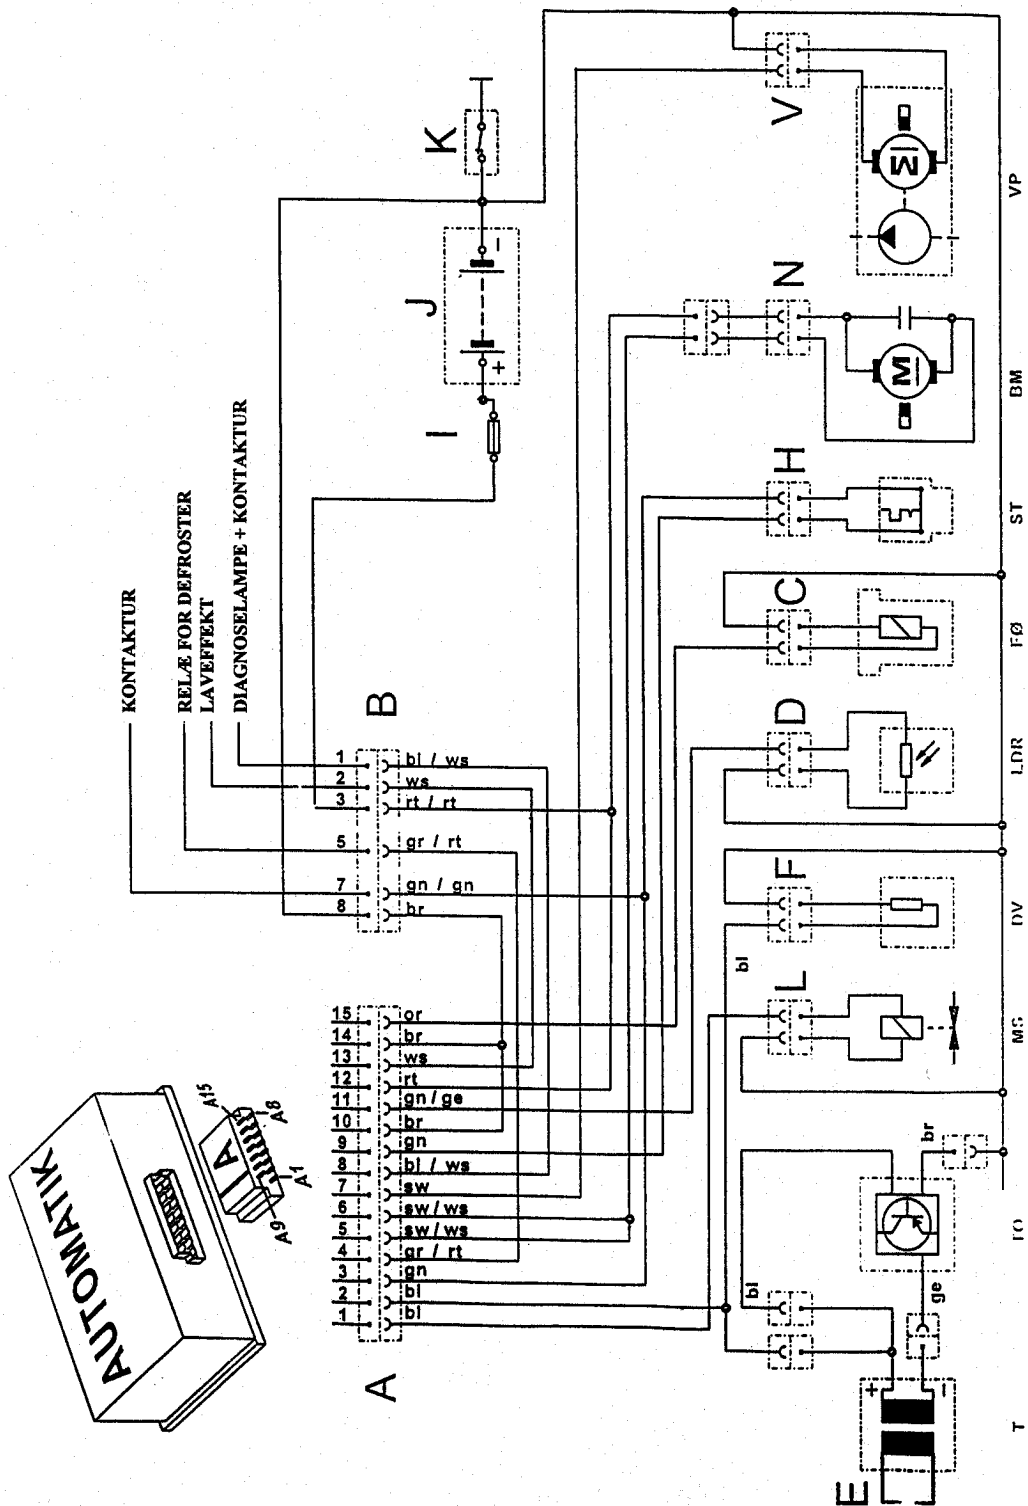 AUTOMATIK
A
A15
A8
A1
A9
KONTAKTUR
RELÆ FOR DEFROSTER
LAVEFFEKT
DIAGNOSELAMPE + KONTAKTUR
A
15 or
14 br
13 ws
12 rt
11 gn/ge
10 br
9 gn
8 bl / ws
7 sw
6 sw/ws
5 sw/ws
4 gr / rt
3 gn
2 bl
1 bl
B
1 bl / ws
2 ws
3 rt / rt
5 gr / rt
7 gn / gn
8 br
I
J
+
−
K
E
+
−
bl
ge
br
bl
L
F
D
C
H
N
M
V
M
T
TO
MS
DV
LDR
FØ
ST
BM
VP